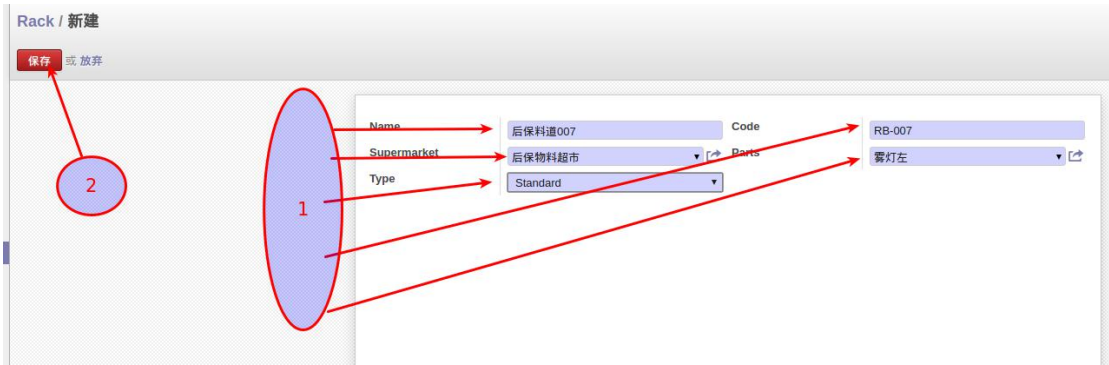 Rack / 新建
保存 或 放弃
Name 后保料道007 Code RB-007
Supermarket 后保物料超市 Parts 雾灯左
Type Standard
2
1